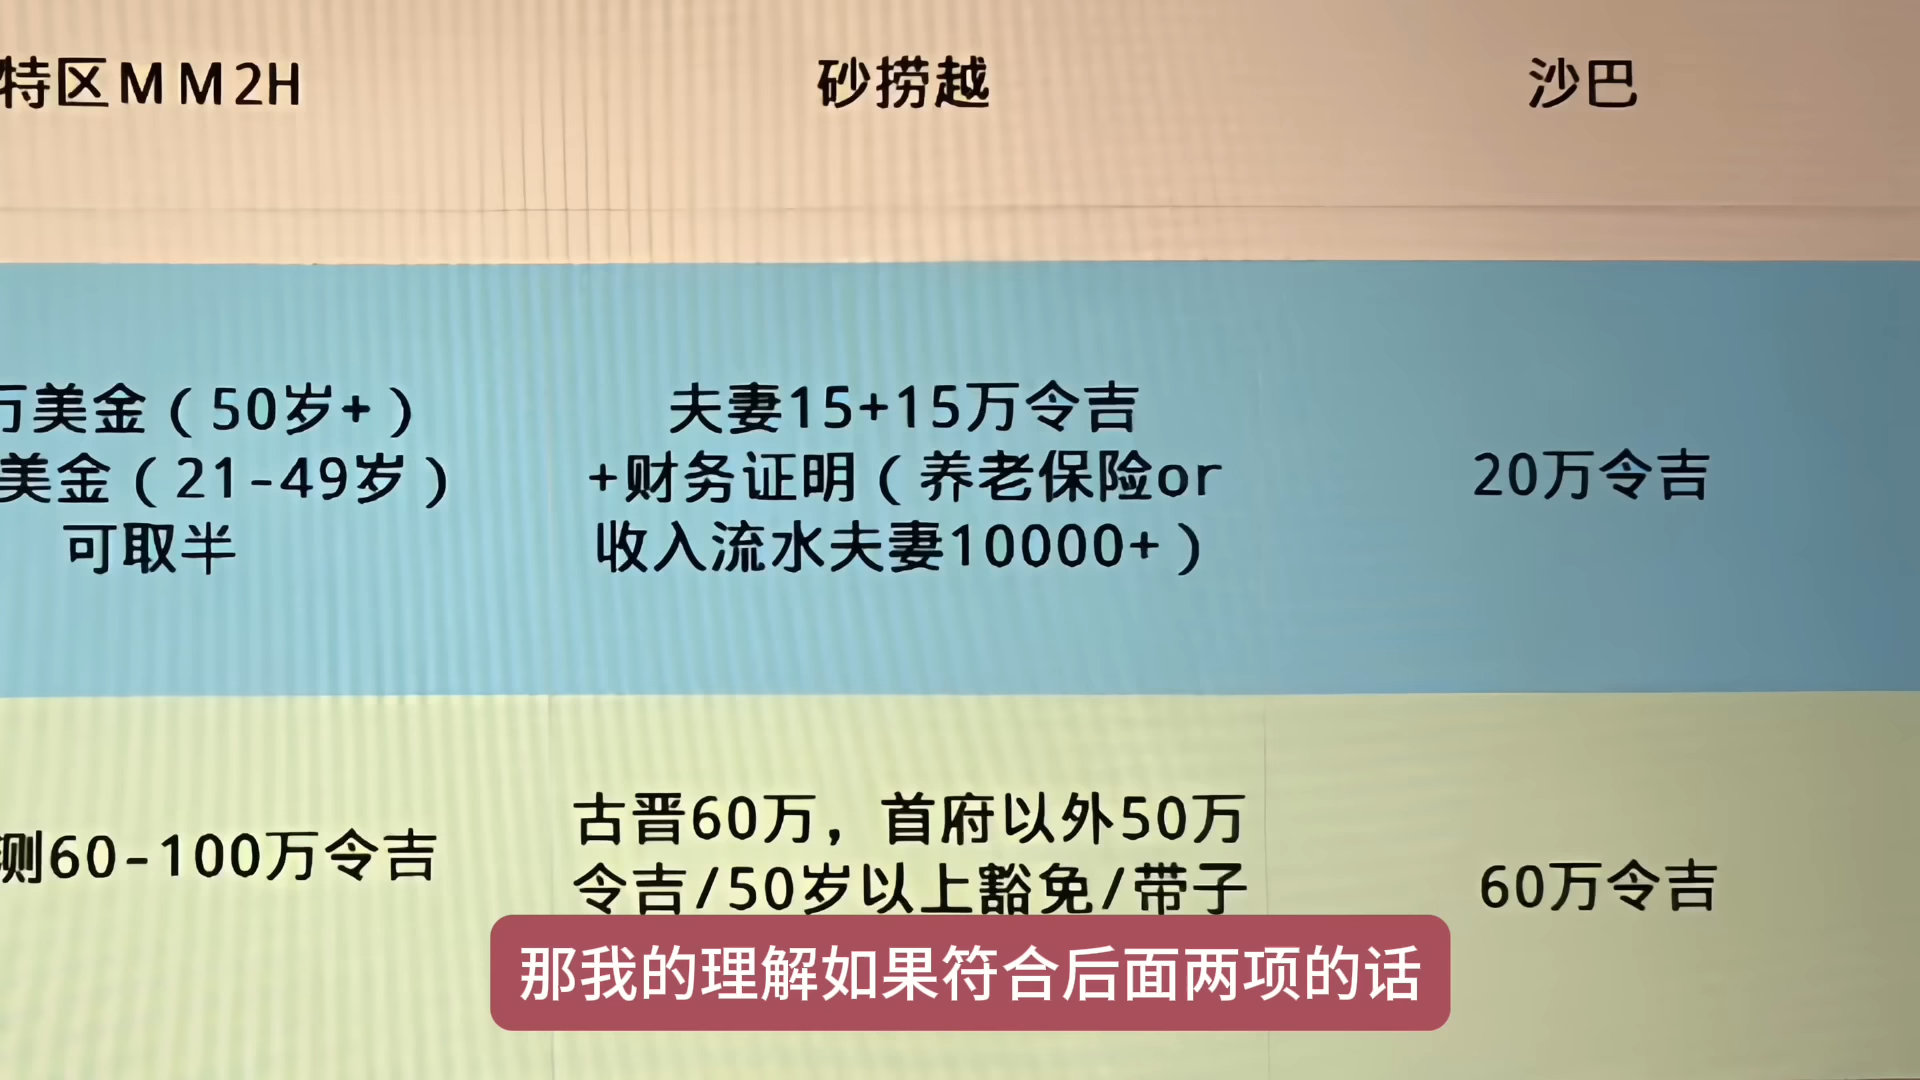 特区MM2H
砂捞越
沙巴
万美金（50岁+）
美金（21-49岁）
可取半
夫妻15+15万令吉
+财务证明（养老保险or
收入流水夫妻10000+）
20万令吉
测60-100万令吉
古晋60万，首府以外50万
令吉/50岁以上豁免/带子
60万令吉
那我的理解如果符合后面两项的话